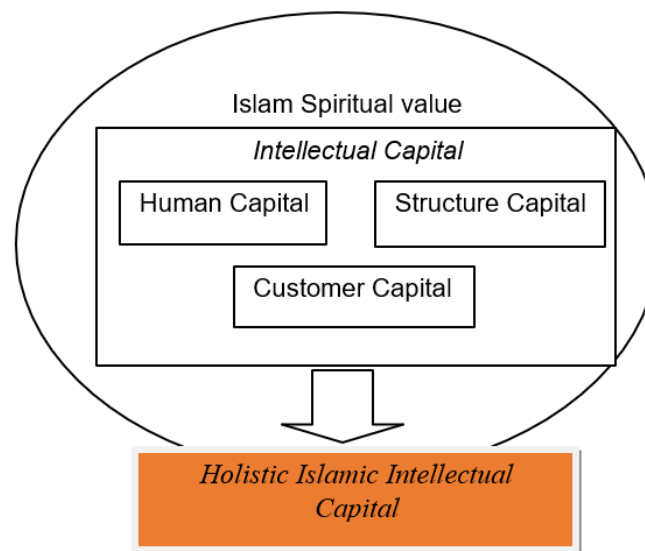 Islam Spiritual value
Intellectual Capital
Human Capital
Structure Capital
Customer Capital
Holistic Islamic Intellectual
Capital